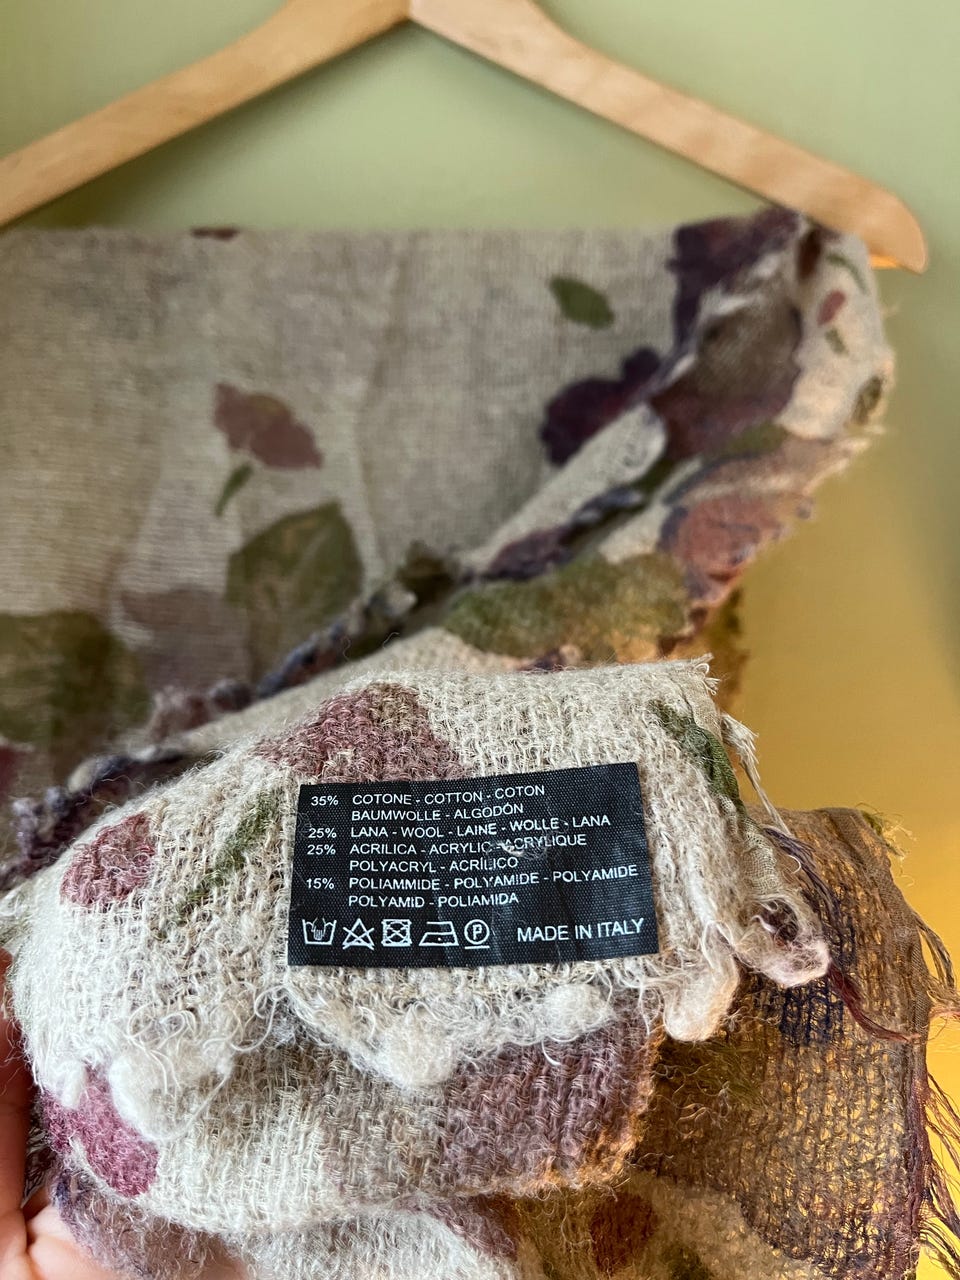 35% COTONE - COTTON - COTON
BAUMWOLLE - ALGODÓN
25% LANA - WOOL - LAINE - WOLLE - LANA
25% ACRILICA - ACRYLIC - ACRYLIQUE
POLYACRYL - ACRÍLICO
15% POLIAMMIDE - POLYAMIDE - POLYAMIDE
POLYAMID - POLIAMIDA
P MADE IN ITALY